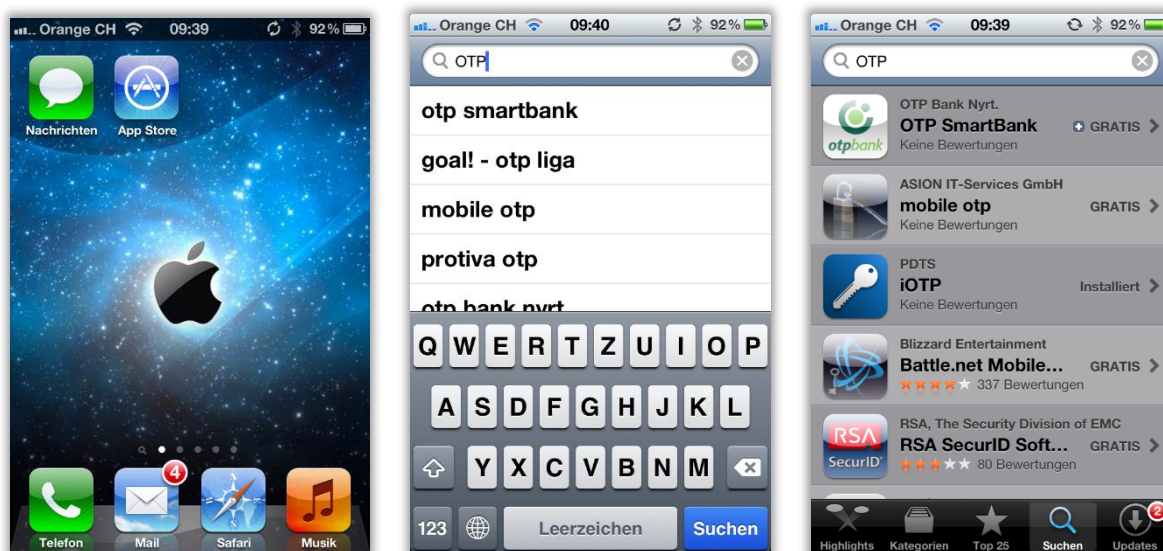 Orange CH 09:39 92%
Nachrichten App Store
4
Telefon Mail Safari Musik
Orange CH 09:40 92%
OTP
otp smartbank
goal! - otp liga
mobile otp
protiva otp
otp bank nyrt
Q W E R T Z U I O P
A S D F G H J K L
Y X C V B N M
123 Leerzeichen Suchen
Orange CH 09:39 92%
OTP
otpbank
OTP Bank Nyrt.
OTP SmartBank GRATIS
Keine Bewertungen
ASION IT-Services GmbH
mobile otp GRATIS
Keine Bewertungen
PDTS
iOTP Installiert
Keine Bewertungen
Blizzard Entertainment
Battle.net Mobile... GRATIS
337 Bewertungen
RSA
SecurID
RSA, The Security Division of EMC
RSA SecurID Soft... GRATIS
80 Bewertungen
2
Highlights Kategorien Top 25 Suchen Updates